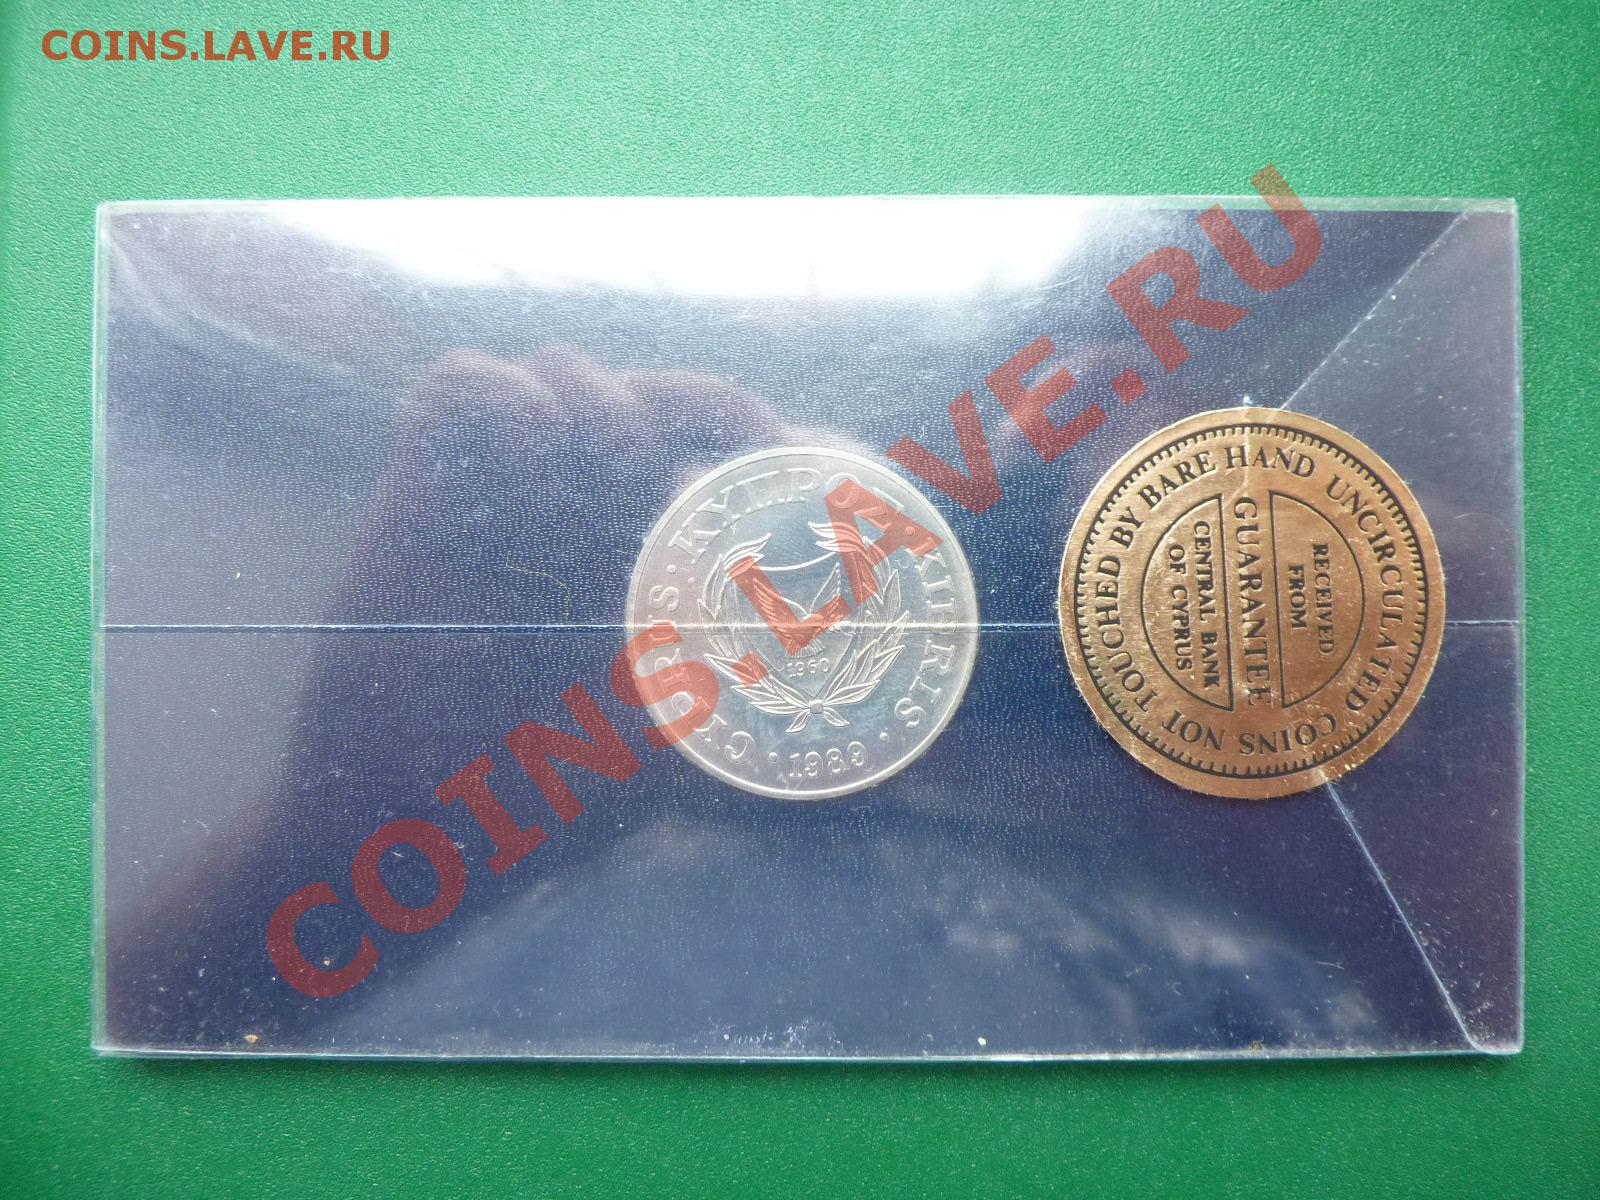 COINS.LAVE.RU
COINS.LAVE.RU
CYPRUS · ΚΥΠΡΟΣ · KIBRIS ·
1960
· 1989 ·
UNCIRCULATED COINS NOT TOUCHED BY BARE HAND
RECEIVED
FROM
GUARANTEE
CENTRAL BANK
OF CYPRUS